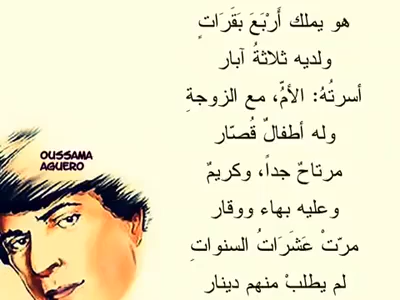 هو يملك أَرْبَعَ بَقَرَاتٍ
ولديه ثلاثةُ آبار
أسرتُهُ: الأمُّ، مع الزوجةِ
وله أطفالٌ قُصّار
مرتاحٌ جداً، وكريمٌ
وعليه بهاء ووقار
مرّتْ عَشَرَاتُ السنواتِ
لم يطلبْ منهم دينار
OUSSAMA
AGUERO